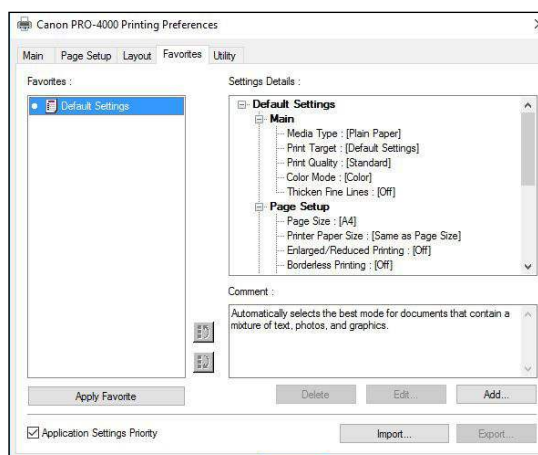 Canon PRO-4000 Printing Preferences
Main Page Setup Layout Favorites Utility
Favorites :
Default Settings
Settings Details :
Default Settings
Main
Media Type : [Plain Paper]
Print Target : [Default Settings]
Print Quality : [Standard]
Color Mode : [Color]
Thicken Fine Lines : [Off]
Page Setup
Page Size : [A4]
Printer Paper Size : [Same as Page Size]
Enlarged/Reduced Printing : [Off]
Borderless Printing : [Off]
Comment :
Automatically selects the best mode for documents that contain a
mixture of text, photos, and graphics.
Apply Favorite
Delete Edit... Add...
Application Settings Priority
Import... Export...